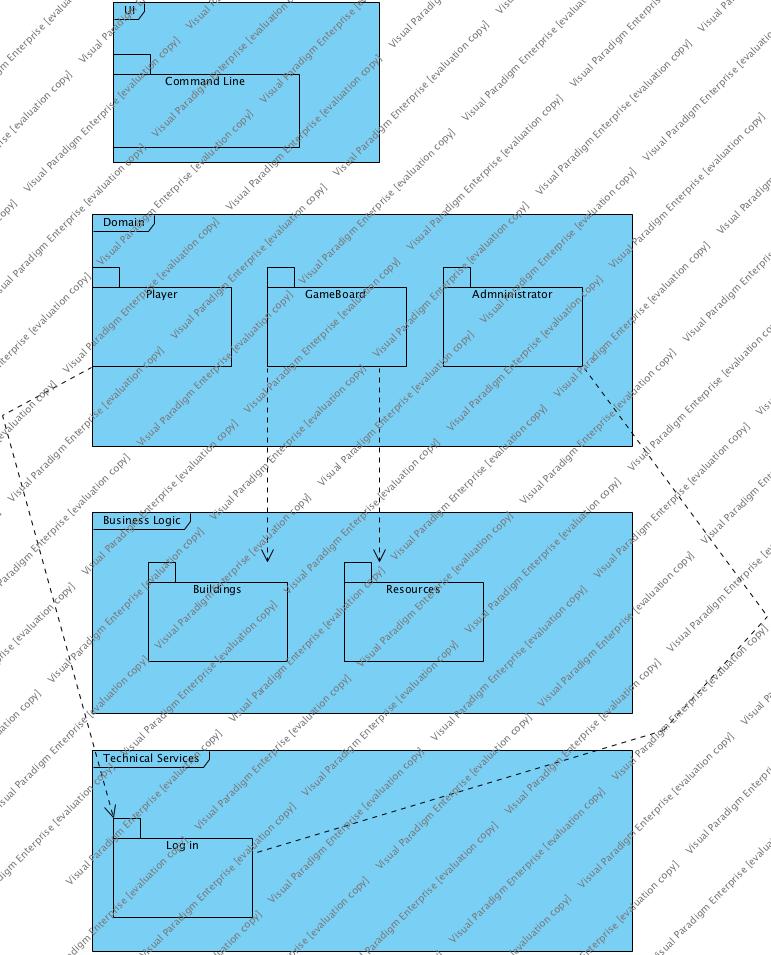 UI
Command Line
Domain
Player
GameBoard
Admninistrator
Business Logic
Buildings
Resources
Technical Services
Log in
Visual Paradigm Enterprise [evaluation copy]